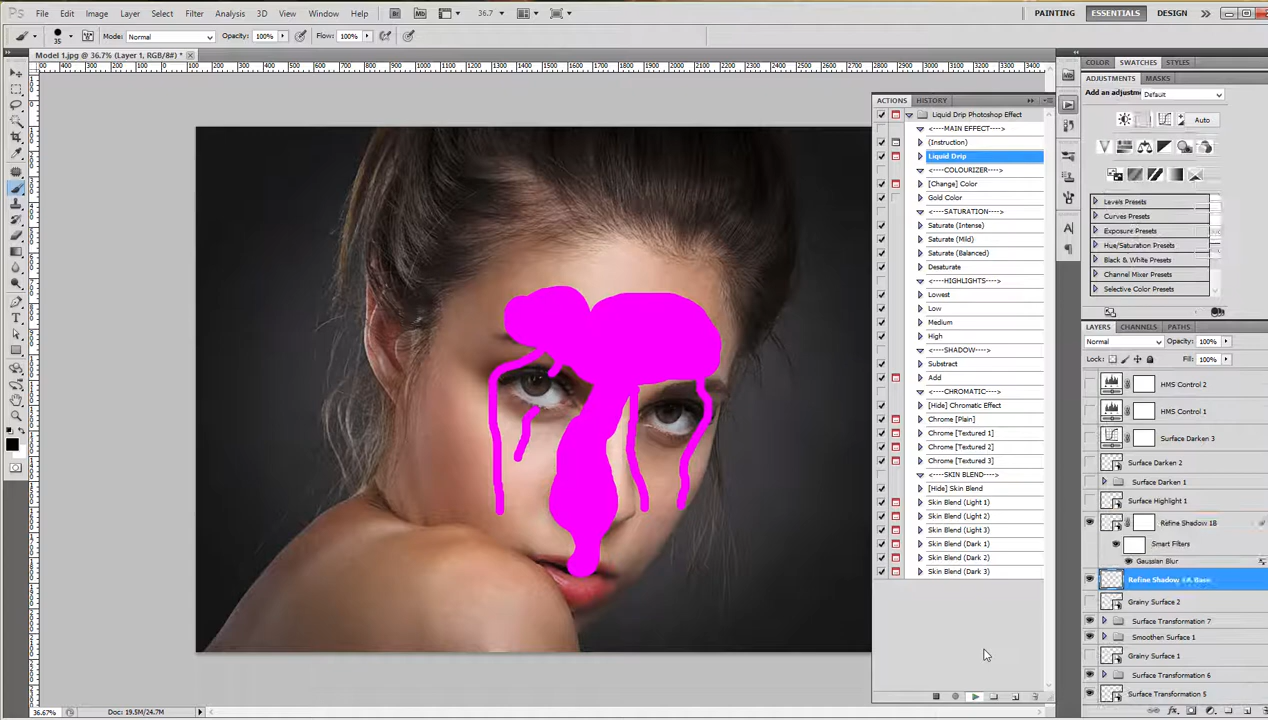 File Edit Image Layer Select Filter Analysis 3D View Window Help Br Mb 36.7 PAINTING ESSENTIALS DESIGN
35 Mode: Normal Opacity: 100% Flow: 100%
Model 1.jpg @ 36.7% (Layer 1, RGB/8#) *
ACTIONS HISTORY
Liquid Drip Photoshop Effect
<----MAIN EFFECT---->
(Instruction)
Liquid Drip
<----COLOURIZER---->
[Change] Color
Gold Color
<----SATURATION---->
Saturate (Intense)
Saturate (Mild)
Saturate (Balanced)
Desaturate
<----HIGHLIGHTS---->
Lowest
Low
Medium
High
<----SHADOW---->
Substract
Add
<----CHROMATIC---->
[Hide] Chromatic Effect
Chrome [Plain]
Chrome [Textured 1]
Chrome [Textured 2]
Chrome [Textured 3]
<----SKIN BLEND---->
[Hide] Skin Blend
Skin Blend (Light 1)
Skin Blend (Light 2)
Skin Blend (Light 3)
Skin Blend (Dark 1)
Skin Blend (Dark 2)
Skin Blend (Dark 3)
COLOR SWATCHES STYLES
ADJUSTMENTS MASKS
Add an adjustme Default
Auto
Levels Presets
Curves Presets
Exposure Presets
Hue/Saturation Presets
Black & White Presets
Channel Mixer Presets
Selective Color Presets
LAYERS CHANNELS PATHS
Normal Opacity: 100%
Lock: Fill: 100%
HMS Control 2
HMS Control 1
Surface Darken 3
Surface Darken 2
Surface Darken 1
Surface Highlight 1
Refine Shadow 1B
Smart Filters
Gaussian Blur
Refine Shadow Base
Grainy Surface 2
Surface Transformation 7
Smoothen Surface 1
Grainy Surface 1
Surface Transformation 6
Surface Transformation 5
36.67% Doc: 19.5M/24.7M